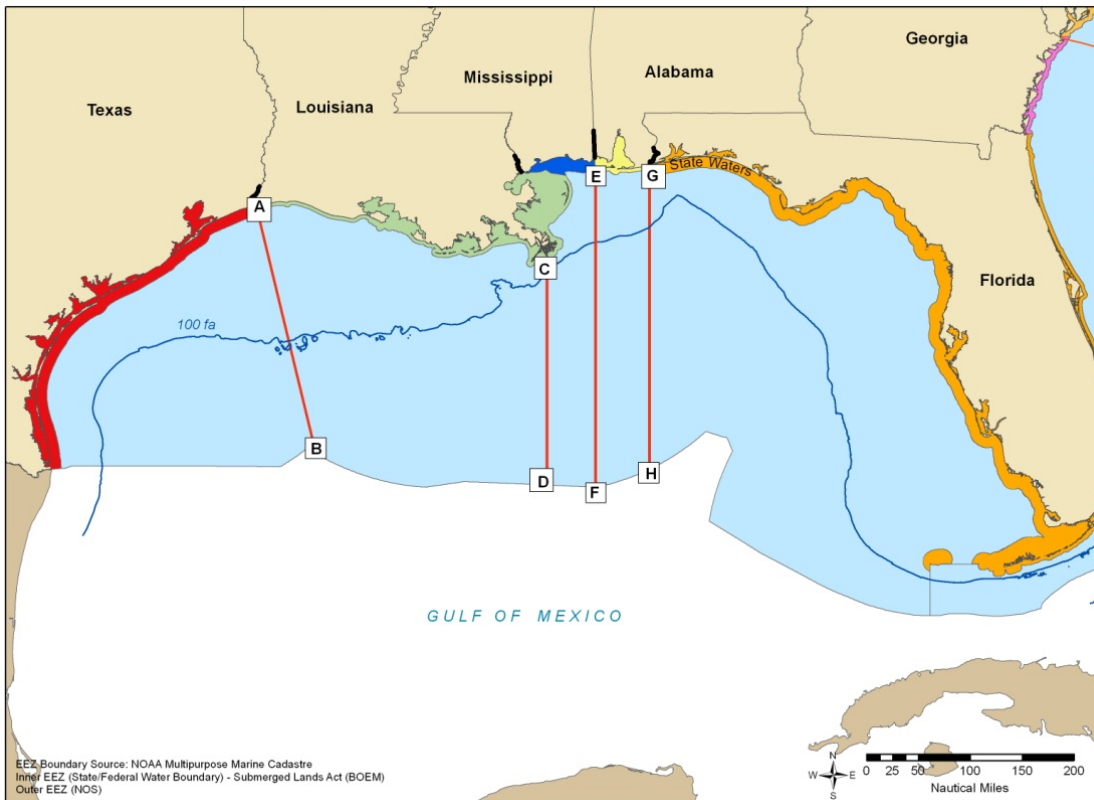 Georgia
Mississippi
Alabama
Texas
Louisiana
State Waters
E
G
A
C
Florida
100 fa
B
D
F
H
GULF OF MEXICO
EEZ Boundary Source: NOAA Multipurpose Marine Cadastre
Inner EEZ (State/Federal Water Boundary) - Submerged Lands Act (BOEM)
Outer EEZ (NOS)
N
W E
S
0 25 50 100 150 200
Nautical Miles